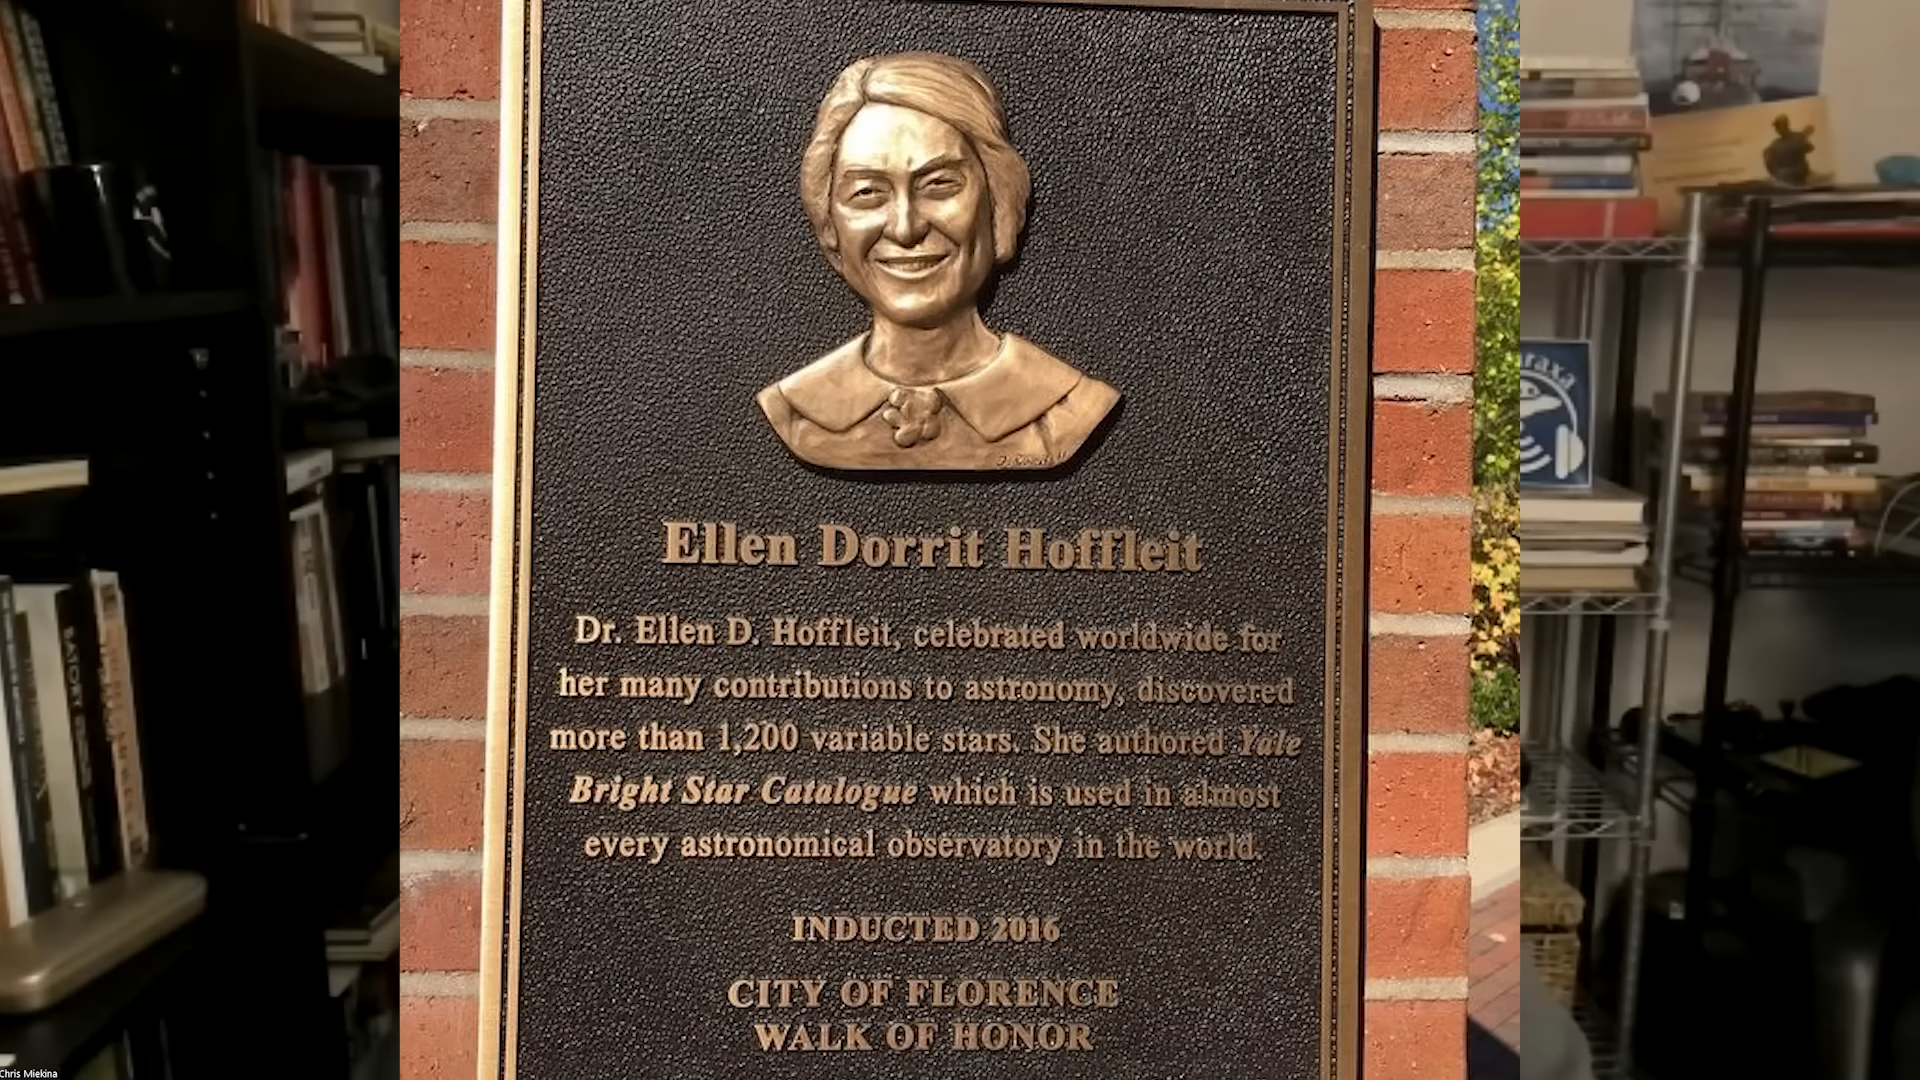 Ellen Dorrit Hoffleit
Dr. Ellen D. Hoffleit, celebrated worldwide for
her many contributions to astronomy, discovered
more than 1,200 variable stars. She authored Yale
Bright Star Catalogue which is used in almost
every astronomical observatory in the world.
INDUCTED 2016
CITY OF FLORENCE
WALK OF HONOR
raxa
Chris Miekina